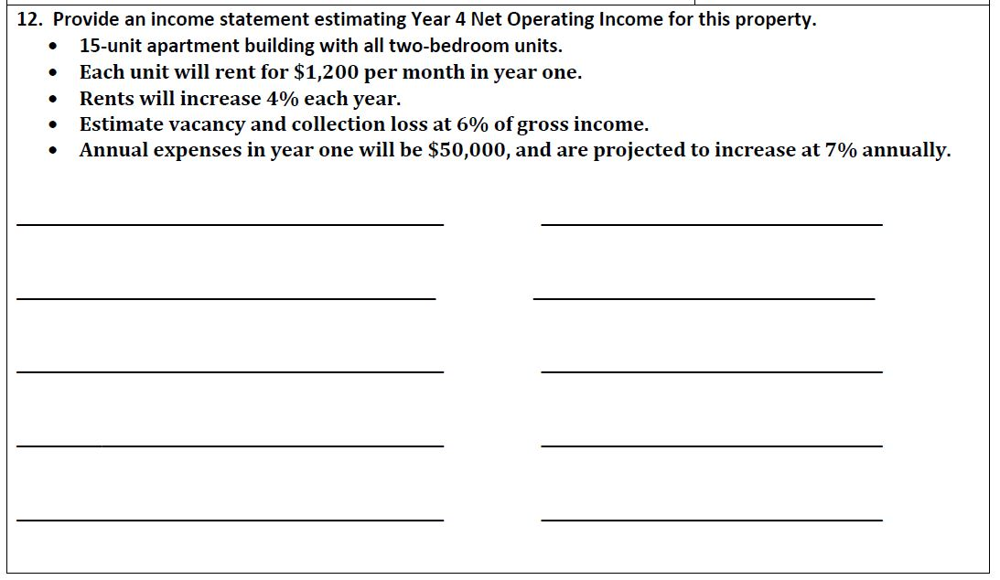 12. Provide an income statement estimating Year 4 Net Operating Income for this property.
• 15-unit apartment building with all two-bedroom units.
• Each unit will rent for $1,200 per month in year one.
• Rents will increase 4% each year.
• Estimate vacancy and collection loss at 6% of gross income.
• Annual expenses in year one will be $50,000, and are projected to increase at 7% annually.